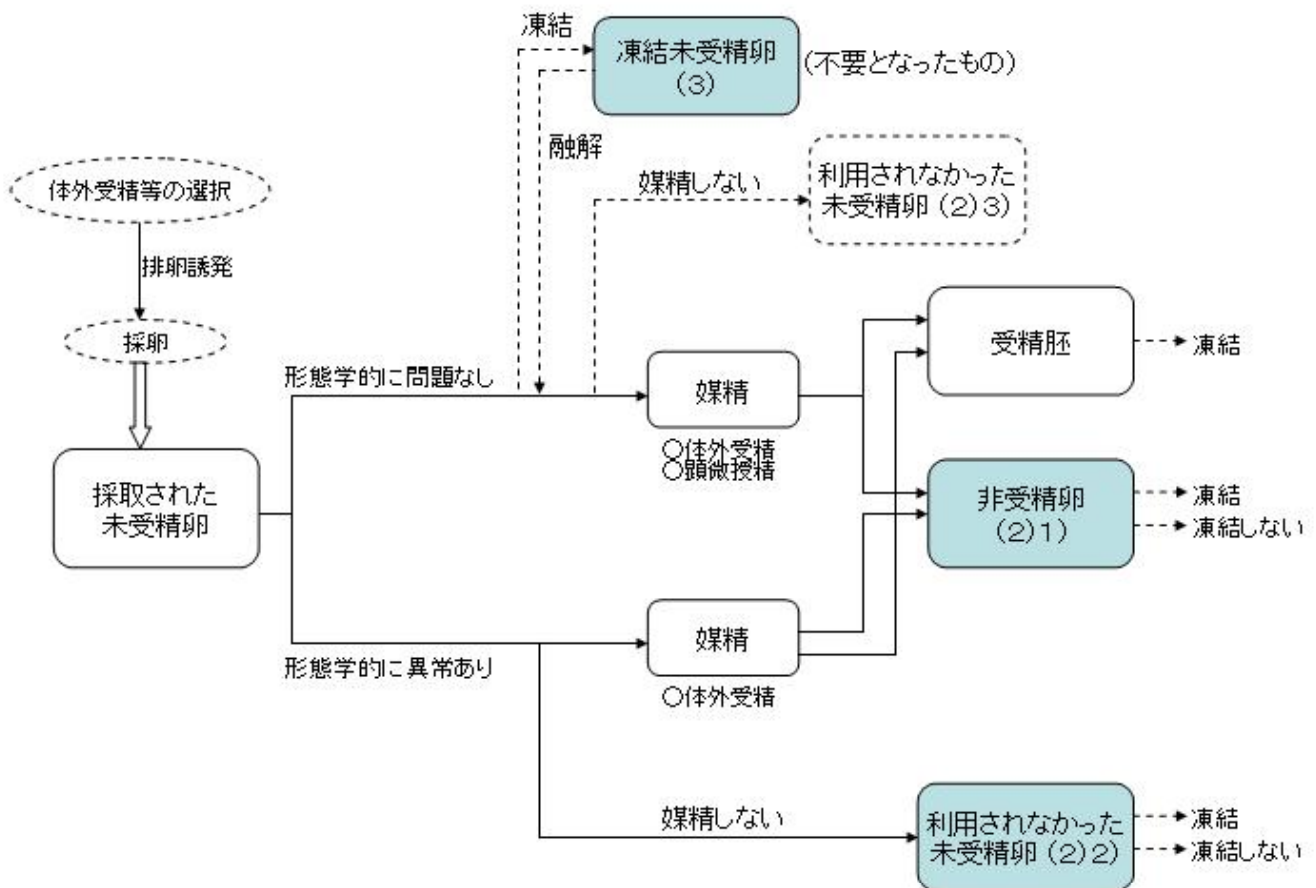 凍結
凍結未受精卵
(3)
(不要となったもの)
融解
媒精しない
利用されなかった
未受精卵 (2)3)
体外受精等の選択
排卵誘発
採卵
形態学的に問題なし
媒精
○体外受精
○顕微授精
受精胚
凍結
採取された
未受精卵
非受精卵
(2)1)
凍結
凍結しない
形態学的に異常あり
媒精
○体外受精
媒精しない
利用されなかった
未受精卵 (2)2)
凍結
凍結しない